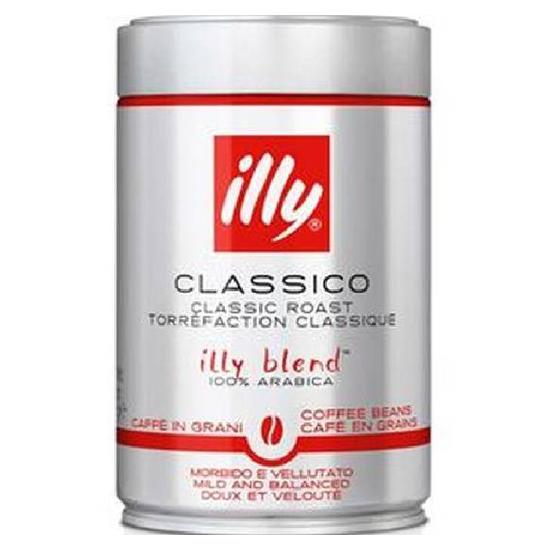 illy®
CLASSICO
CLASSIC ROAST
TORRÉFACTION CLASSIQUE
illy blend™
100% ARABICA
CAFFÈ IN GRANI
COFFEE BEANS
CAFÉ EN GRAINS
MORBIDO E VELLUTATO
MILD AND BALANCED
DOUX ET VELOUTÉ